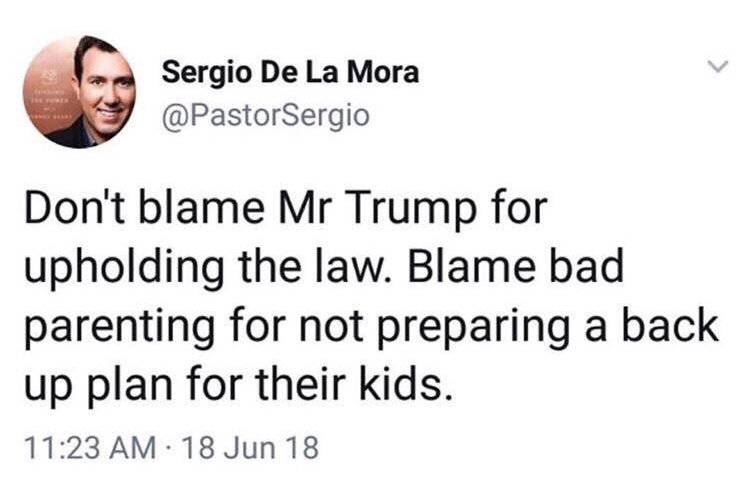 Sergio De La Mora
@PastorSergio
Don't blame Mr Trump for
upholding the law. Blame bad
parenting for not preparing a back
up plan for their kids.
11:23 AM · 18 Jun 18